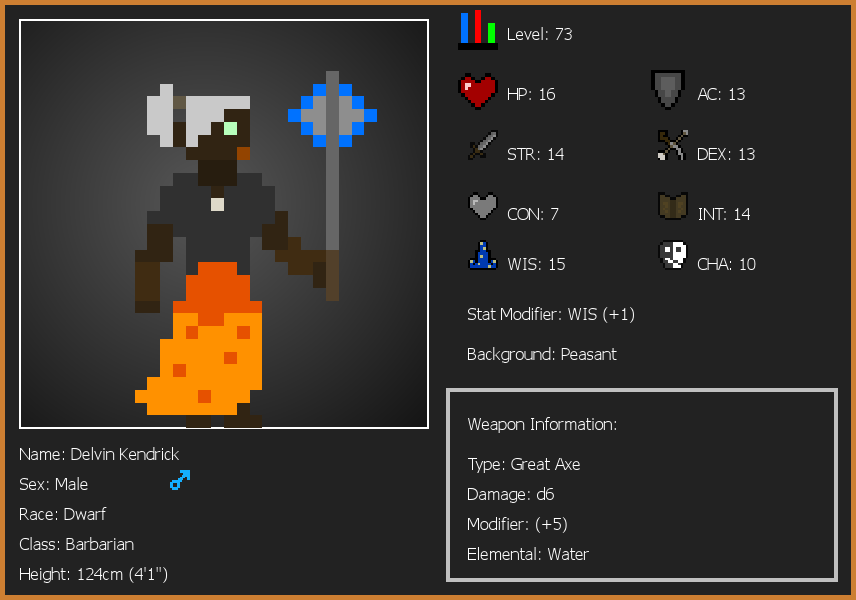 Level: 73
HP: 16
AC: 13
STR: 14
DEX: 13
CON: 7
INT: 14
WIS: 15
CHA: 10
Stat Modifier: WIS (+1)
Background: Peasant
Weapon Information:
Type: Great Axe
Damage: d6
Modifier: (+5)
Elemental: Water
Name: Delvin Kendrick
Sex: Male
Race: Dwarf
Class: Barbarian
Height: 124cm (4'1")